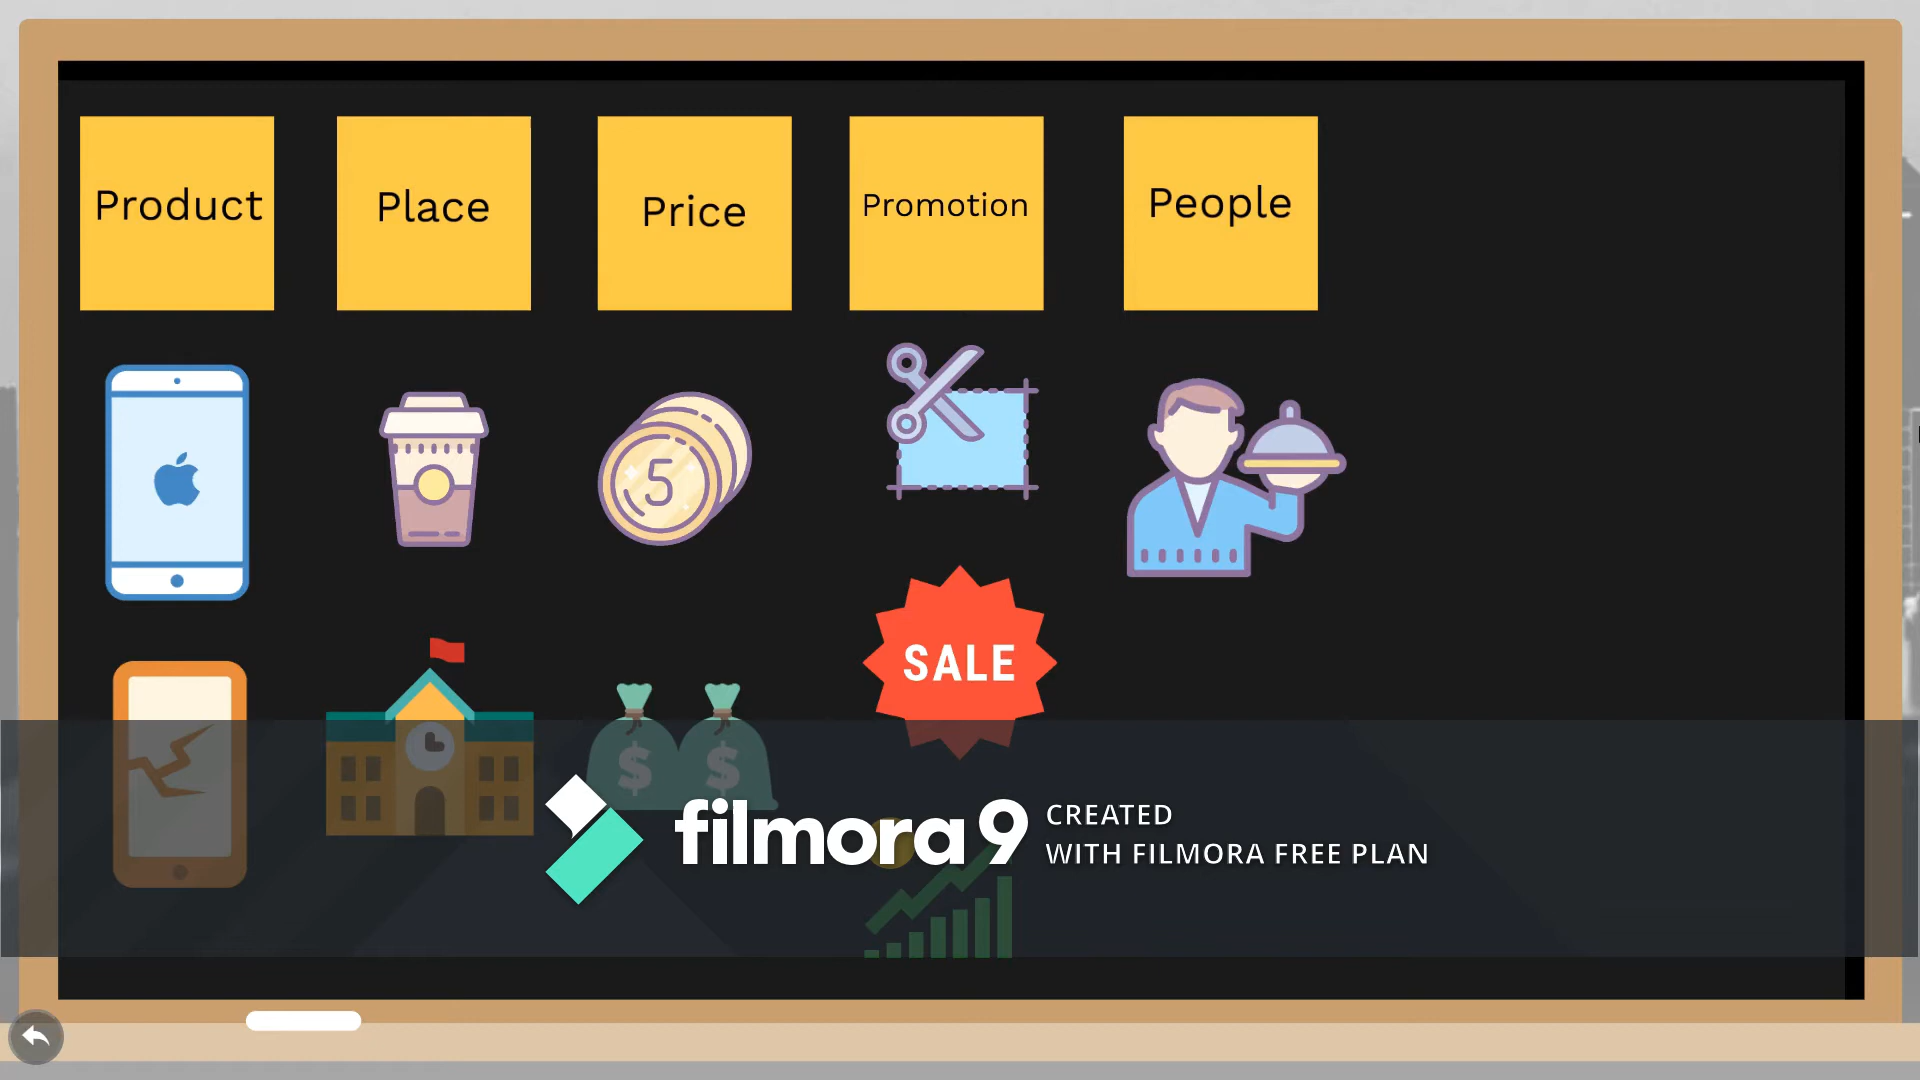 Product
Place
Price
Promotion
People
5
SALE
$ $
filmora9
CREATED
WITH FILMORA FREE PLAN